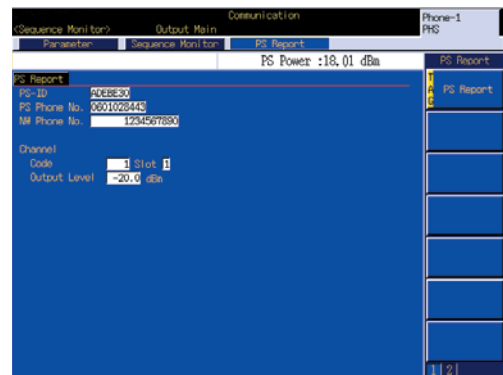 Communication
Phone-1
<Sequence Monitor> Output Main
PHS
Parameter Sequence Monitor PS Report
PS Power :18.01 dBm
PS Report
TAG
PS Report
PS Report
PS-ID ADEBE30
PS Phone No. 0601028443
NW Phone No. 1234567890
Channel
Code 1 Slot 1
Output Level -20.0 dBm
1 2